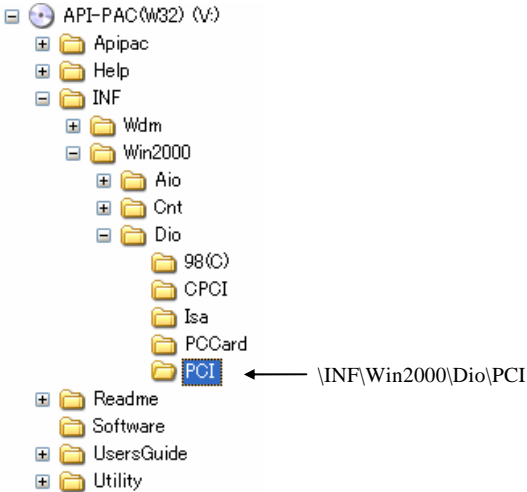 API-PAC(W32) (V:)
Apipac
Help
INF
Wdm
Win2000
Aio
Cnt
Dio
98(C)
CPCI
Isa
PCCard
PCI
\INF\Win2000\Dio\PCI
Readme
Software
UsersGuide
Utility